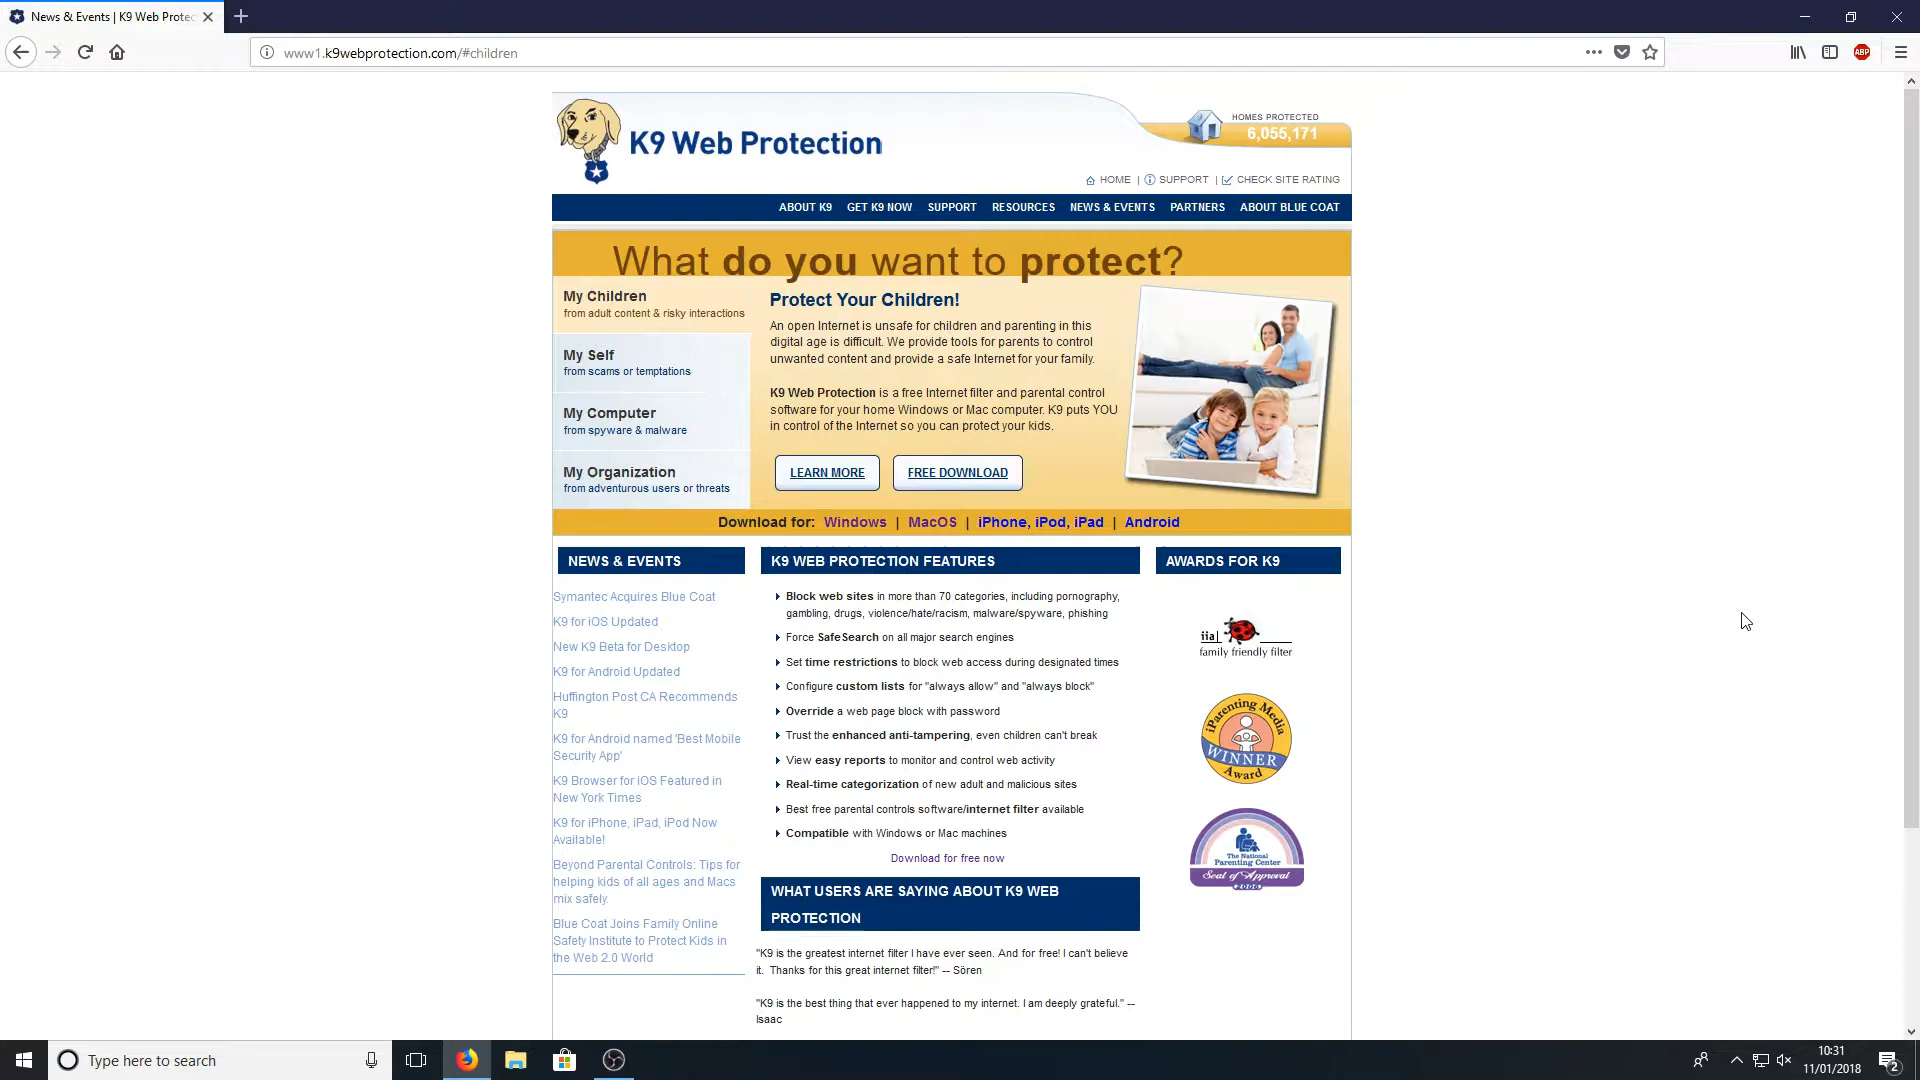 News & Events | K9 Web Protec
www1.k9webprotection.com/#children
ABP
K9 Web Protection
HOMES PROTECTED
6,055,171
HOME | SUPPORT | CHECK SITE RATING
ABOUT K9 GET K9 NOW SUPPORT RESOURCES NEWS & EVENTS PARTNERS ABOUT BLUE COAT
What do you want to protect?
My Children
from adult content & risky interactions
My Self
from scams or temptations
My Computer
from spyware & malware
My Organization
from adventurous users or threats
Protect Your Children!
An open Internet is unsafe for children and parenting in this
digital age is difficult. We provide tools for parents to control
unwanted content and provide a safe Internet for your family.
K9 Web Protection is a free Internet filter and parental control
software for your home Windows or Mac computer. K9 puts YOU
in control of the Internet so you can protect your kids.
LEARN MORE FREE DOWNLOAD
Download for: Windows | MacOS | iPhone, iPod, iPad | Android
NEWS & EVENTS
Symantec Acquires Blue Coat
K9 for iOS Updated
New K9 Beta for Desktop
K9 for Android Updated
Huffington Post CA Recommends
K9
K9 for Android named 'Best Mobile
Security App'
K9 Browser for iOS Featured in
New York Times
K9 for iPhone, iPad, iPod Now
Available!
Beyond Parental Controls: Tips for
helping kids of all ages and Macs
mix safely.
Blue Coat Joins Family Online
Safety Institute to Protect Kids in
the Web 2.0 World
K9 WEB PROTECTION FEATURES
Block web sites in more than 70 categories, including pornography,
gambling, drugs, violence/hate/racism, malware/spyware, phishing
Force SafeSearch on all major search engines
Set time restrictions to block web access during designated times
Configure custom lists for "always allow" and "always block"
Override a web page block with password
Trust the enhanced anti-tampering, even children can't break
View easy reports to monitor and control web activity
Real-time categorization of new adult and malicious sites
Best free parental controls software/internet filter available
Compatible with Windows or Mac machines
Download for free now
WHAT USERS ARE SAYING ABOUT K9 WEB
PROTECTION
"K9 is the greatest internet filter I have ever seen. And for free! I can't believe
it. Thanks for this great internet filter!" -- Sören
"K9 is the best thing that ever happened to my internet. I am deeply grateful." --
Isaac
AWARDS FOR K9
iia
family friendly filter
iParenting Media
WINNER
Award
The National
Parenting Center
Seal of Approval
2006
Type here to search
10:31
11/01/2018
2